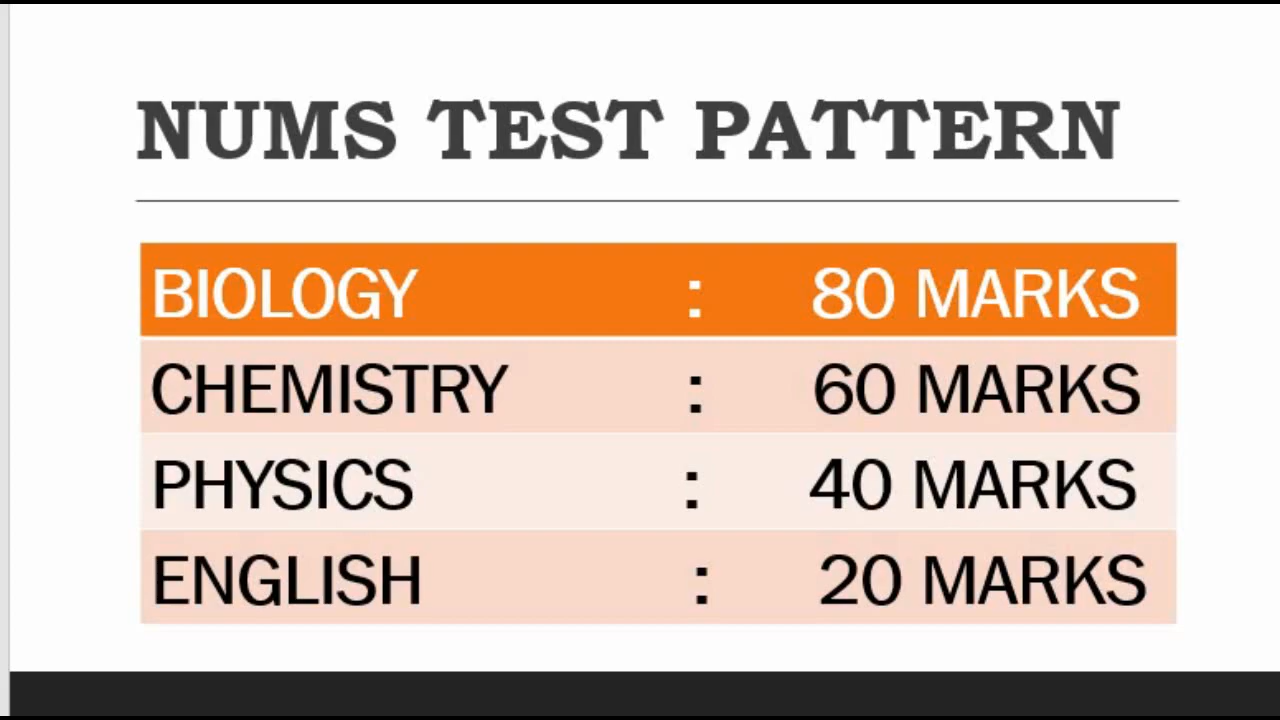 NUMS TEST PATTERN
BIOLOGY : 80 MARKS
CHEMISTRY : 60 MARKS
PHYSICS : 40 MARKS
ENGLISH : 20 MARKS